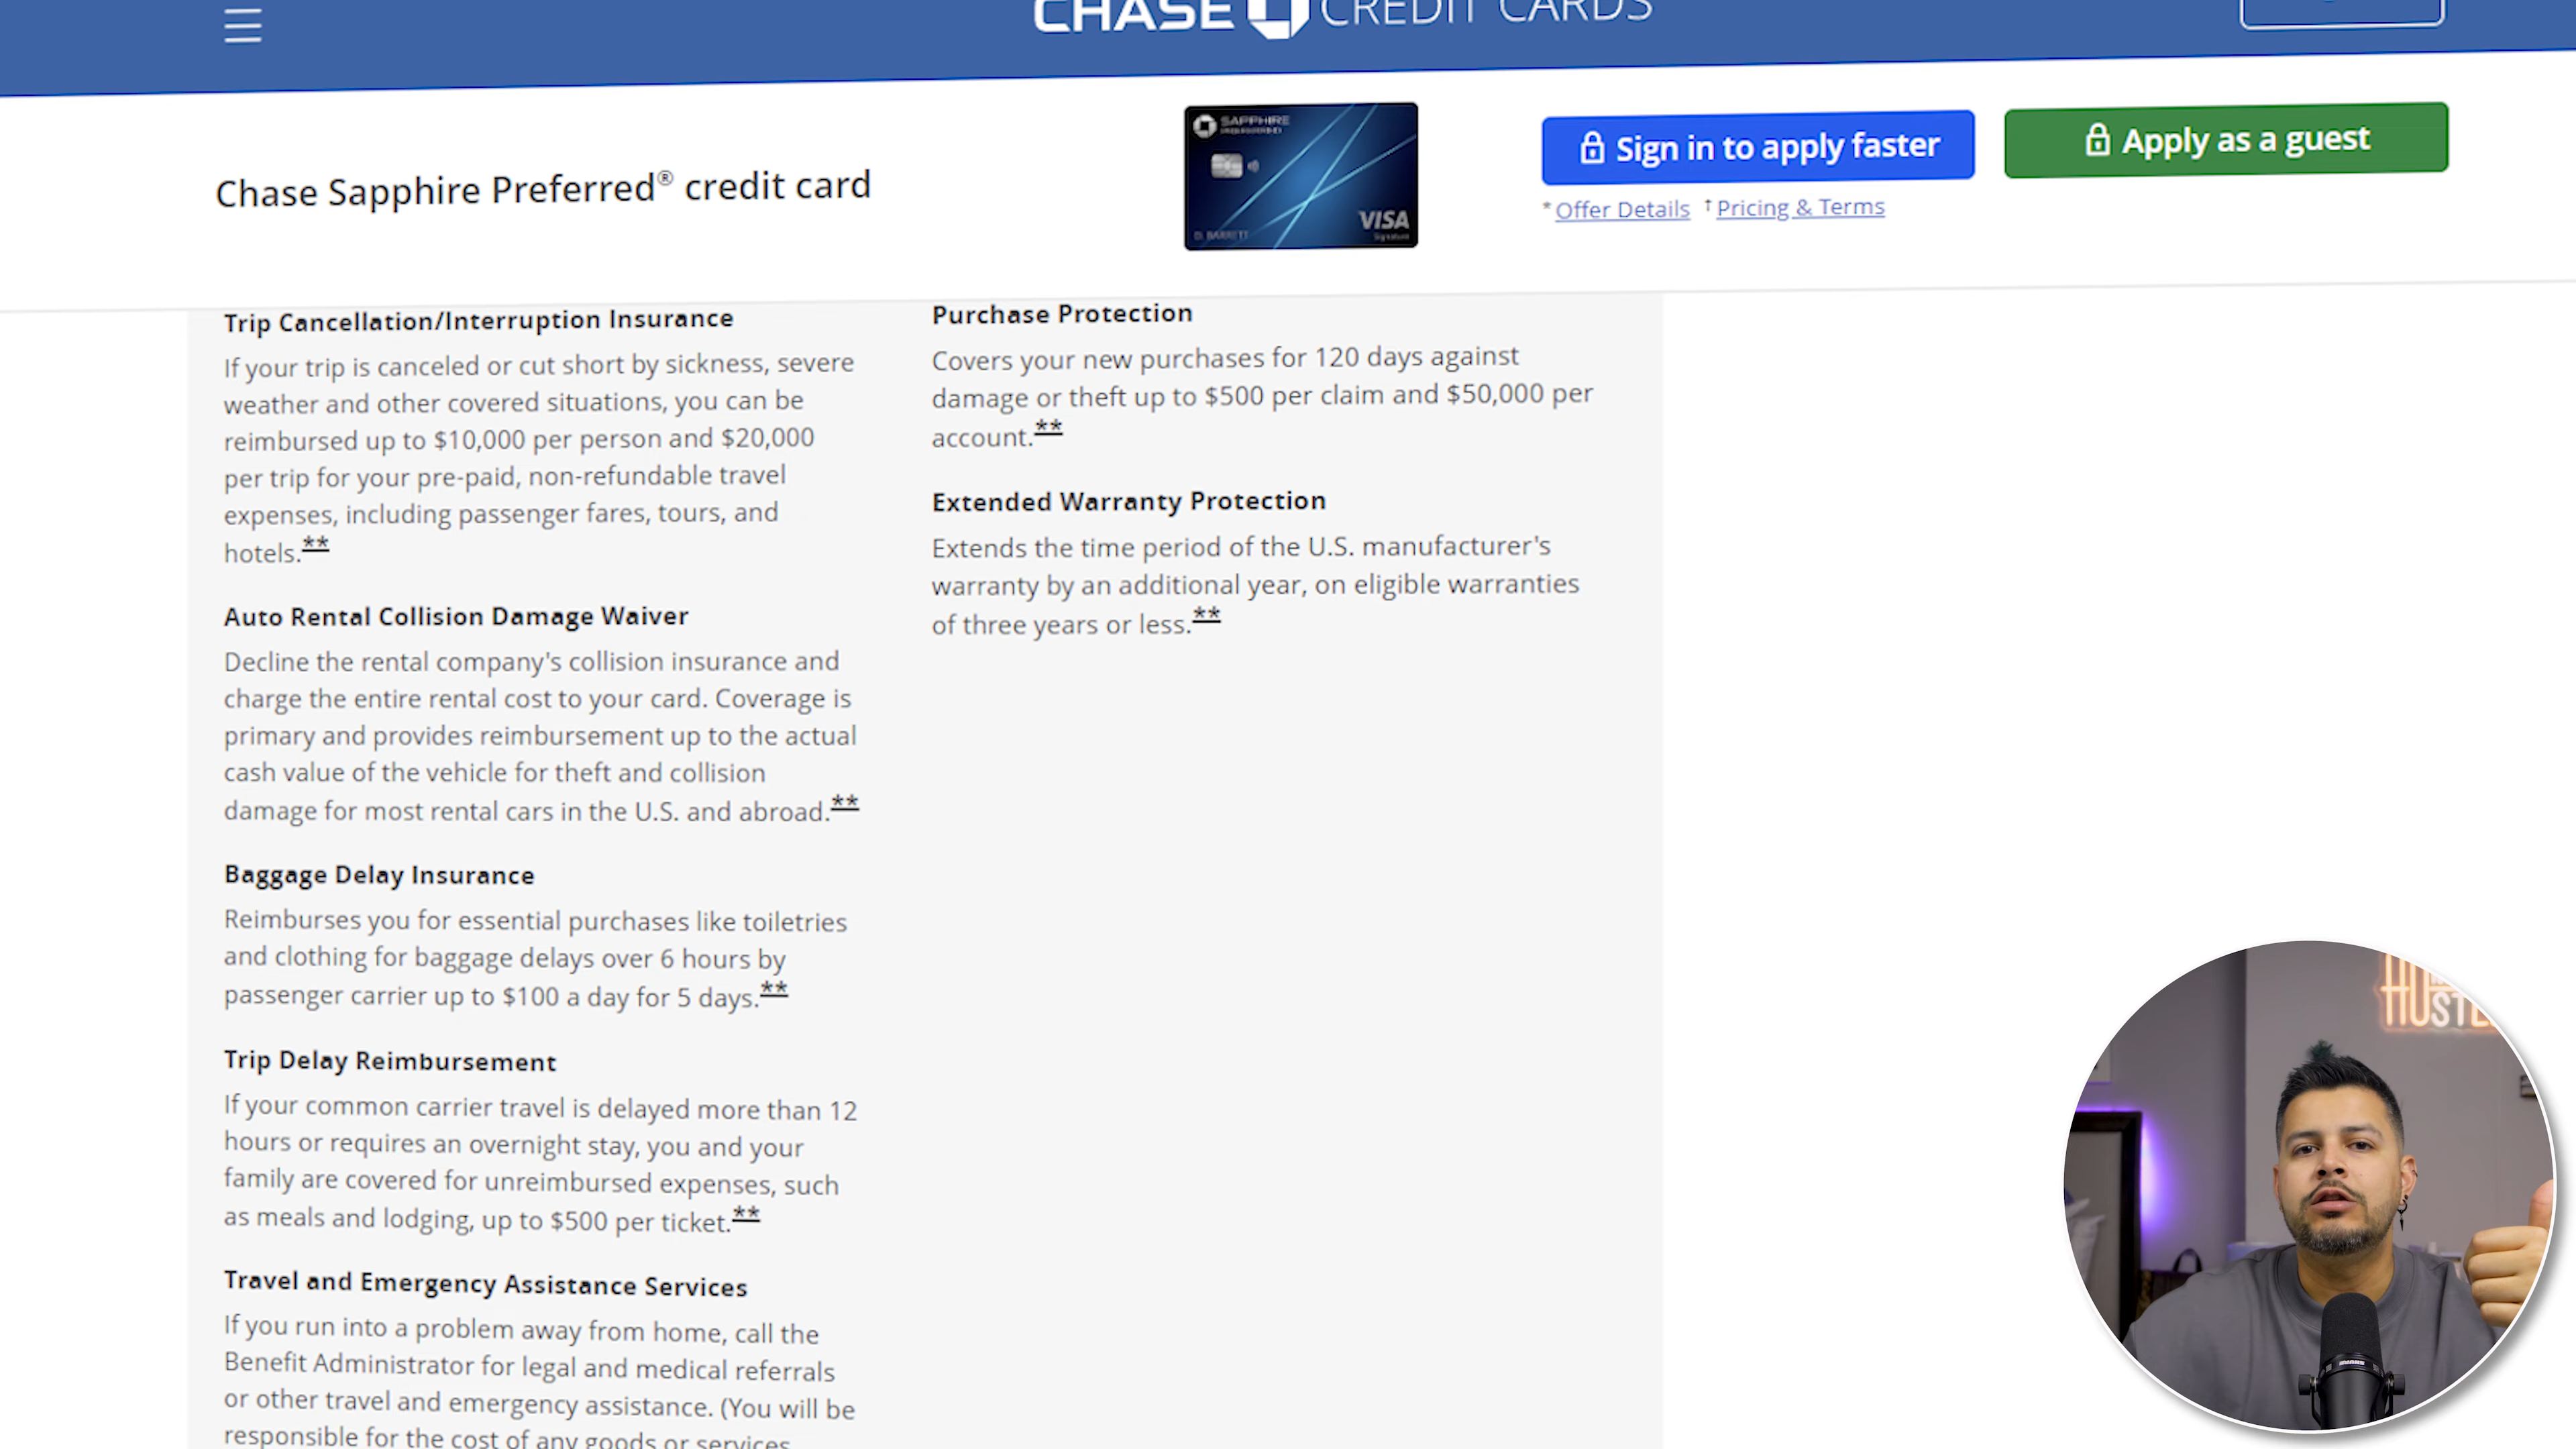 CHASE CREDIT CARDS
Chase Sapphire Preferred® credit card
SAPPHIRE
PREFERRED
VISA
Signature
D. BARRETT
Sign in to apply faster
Apply as a guest
* Offer Details † Pricing & Terms
Trip Cancellation/Interruption Insurance
If your trip is canceled or cut short by sickness, severe
weather and other covered situations, you can be
reimbursed up to $10,000 per person and $20,000
per trip for your pre-paid, non-refundable travel
expenses, including passenger fares, tours, and
hotels.**
Auto Rental Collision Damage Waiver
Decline the rental company's collision insurance and
charge the entire rental cost to your card. Coverage is
primary and provides reimbursement up to the actual
cash value of the vehicle for theft and collision
damage for most rental cars in the U.S. and abroad.**
Baggage Delay Insurance
Reimburses you for essential purchases like toiletries
and clothing for baggage delays over 6 hours by
passenger carrier up to $100 a day for 5 days.**
Trip Delay Reimbursement
If your common carrier travel is delayed more than 12
hours or requires an overnight stay, you and your
family are covered for unreimbursed expenses, such
as meals and lodging, up to $500 per ticket.**
Travel and Emergency Assistance Services
If you run into a problem away from home, call the
Benefit Administrator for legal and medical referrals
or other travel and emergency assistance. (You will be
responsible for the cost of any goods or services
Purchase Protection
Covers your new purchases for 120 days against
damage or theft up to $500 per claim and $50,000 per
account.**
Extended Warranty Protection
Extends the time period of the U.S. manufacturer's
warranty by an additional year, on eligible warranties
of three years or less.**